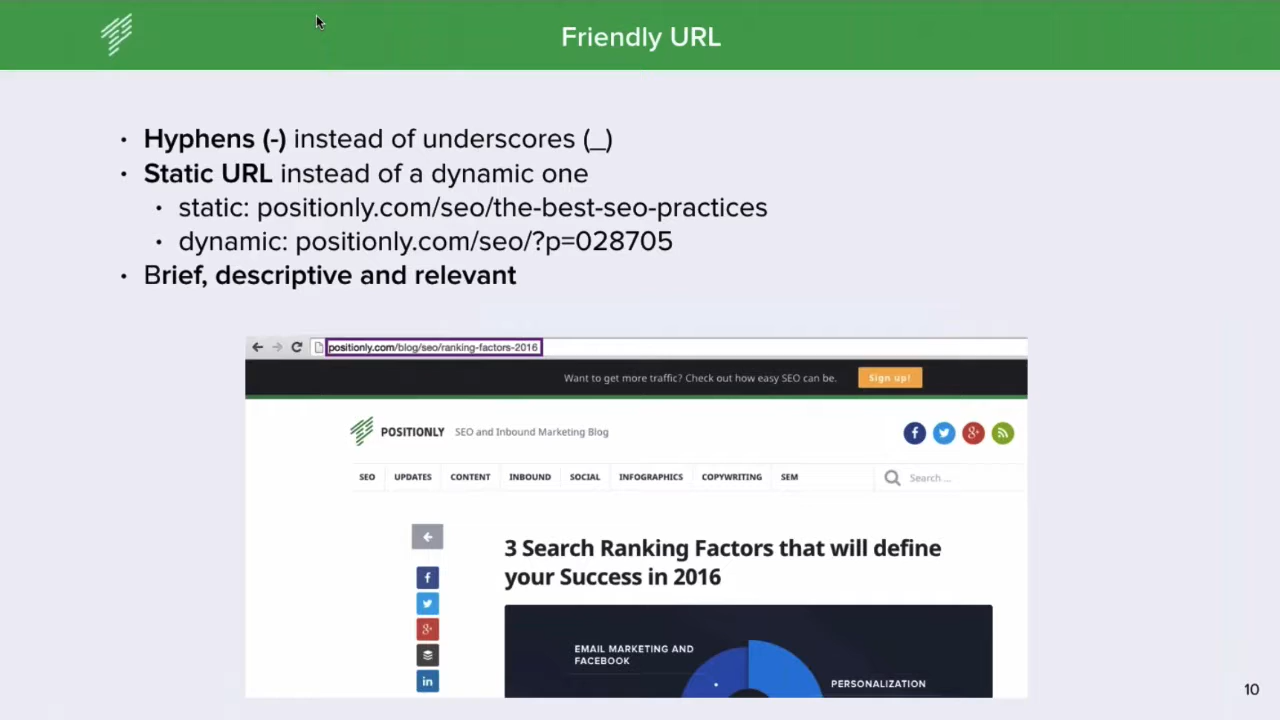 Friendly URL
• Hyphens (-) instead of underscores (_)
• Static URL instead of a dynamic one
• static: positionly.com/seo/the-best-seo-practices
• dynamic: positionly.com/seo/?p=028705
• Brief, descriptive and relevant
positionly.com/blog/seo/ranking-factors-2016
Want to get more traffic? Check out how easy SEO can be. Sign up!
POSITIONLY SEO and Inbound Marketing Blog
SEO UPDATES CONTENT INBOUND SOCIAL INFOGRAPHICS COPYWRITING SEM Search ...
3 Search Ranking Factors that will define
your Success in 2016
EMAIL MARKETING AND
FACEBOOK
PERSONALIZATION
10